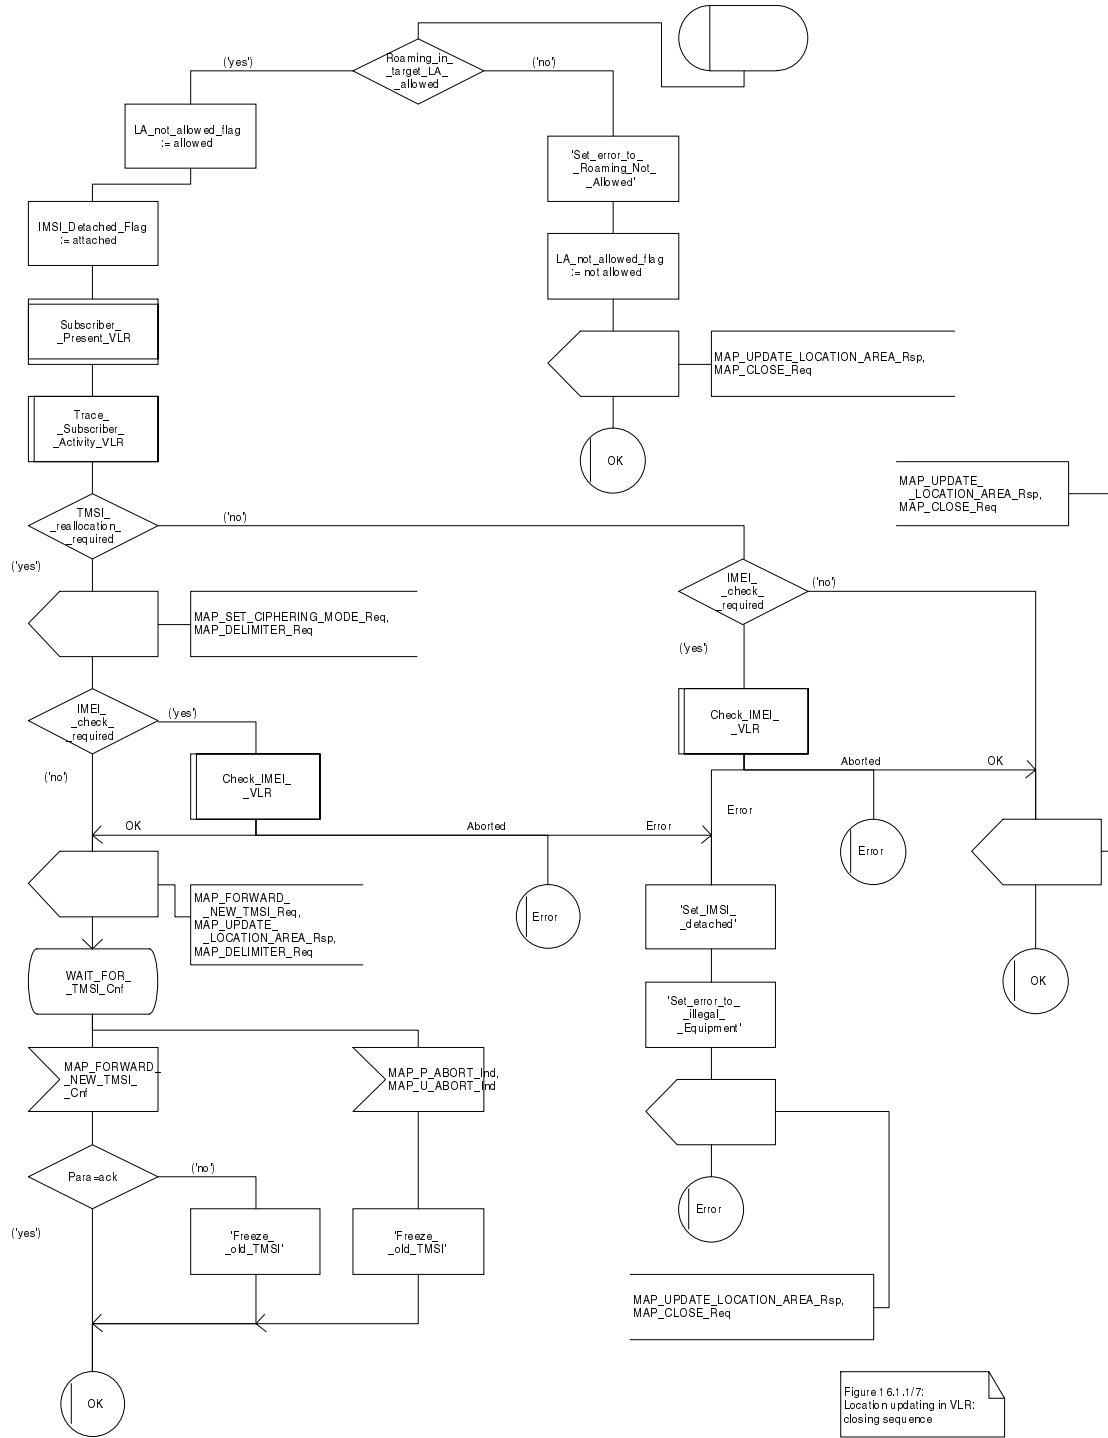 Roaming_in_
_target_LA_
_allowed
('yes')
('no')
LA_not_allowed_flag
:= allowed
'Set_error_to_
_Roaming_Not_
_Allowed'
IMSI_Detached_Flag
:= attached
LA_not_allowed_flag
:= not allowed
Subscriber_
_Present_VLR
MAP_UPDATE_LOCATION_AREA_Rsp,
MAP_CLOSE_Req
Trace_
_Subscriber_
_Activity_VLR
OK
MAP_UPDATE_
_LOCATION_AREA_Rsp,
MAP_CLOSE_Req
TMSI_
_reallocation_
_required
('no')
('yes')
IMEI_
_check_
_required
('no')
('yes')
MAP_SET_CIPHERING_MODE_Req,
MAP_DELIMITER_Req
IMEI_
_check_
_required
('yes')
('no')
Check_IMEI_
_VLR
Check_IMEI_
_VLR
Aborted
OK
Error
OK
Aborted
Error
Error
MAP_FORWARD_
_NEW_TMSI_Req,
MAP_UPDATE_
_LOCATION_AREA_Rsp,
MAP_DELIMITER_Req
Error
'Set_IMSI_
_detached'
WAIT_FOR_
_TMSI_Cnf
OK
'Set_error_to_
_illegal_
_Equipment'
MAP_FORWARD_
_NEW_TMSI_
_Cnf
MAP_P_ABORT_Ind,
MAP_U_ABORT_Ind
Para=ack
('no')
('yes')
Error
'Freeze_
_old_TMSI'
'Freeze_
_old_TMSI'
MAP_UPDATE_LOCATION_AREA_Rsp,
MAP_CLOSE_Req
OK
Figure 16.1.1/7:
Location updating in VLR:
closing sequence